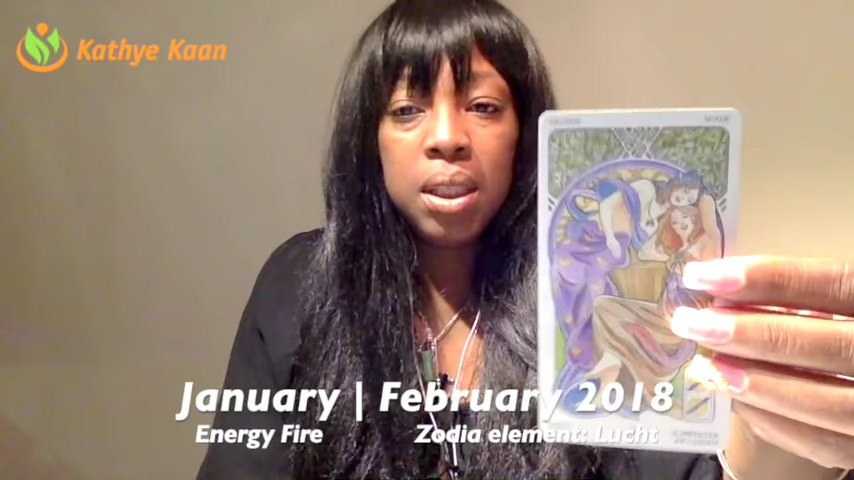 Kathye Kaan
January | February 2018
Energy Fire
Zodia element: Lucht